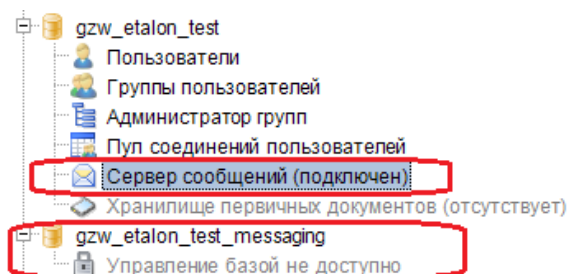 gzw_etalon_test
Пользователи
Группы пользователей
Администратор групп
Пул соединений пользователей
Сервер сообщений (подключен)
Хранилище первичных документов (отсутствует)
gzw_etalon_test_messaging
Управление базой не доступно